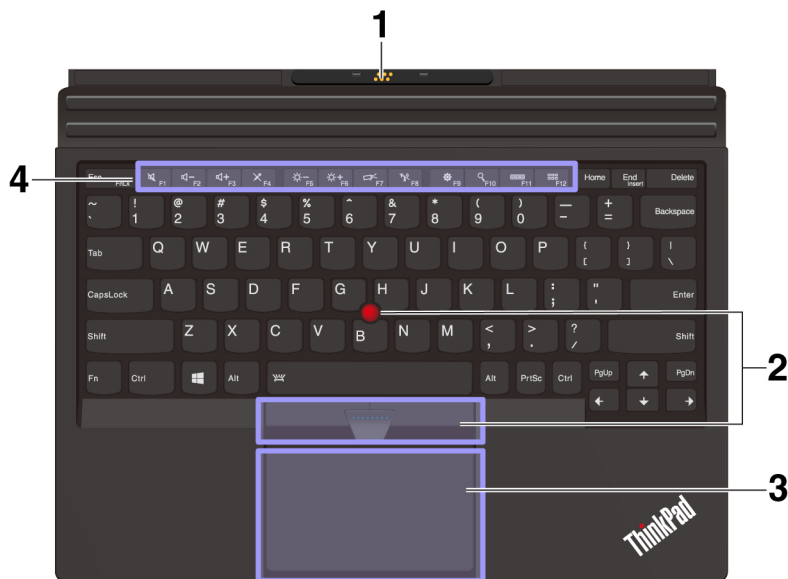 1
4
Esc FnLk F1 F2 F3 F4 F5 F6 F7 F8 F9 F10 F11 F12 Home End Insert Delete
~ ! @ # $ % ^ & * ( ) — +
` 1 2 3 4 5 6 7 8 9 0 – = Backspace
Tab Q W E R T Y U I O P { } |
[ ] \
CapsLock A S D F G H J K L : " Enter
; '
Shift Z X C V B N M < > ? Shift
, . /
2
Fn Ctrl Alt Alt PrtSc Ctrl PgUp PgDn
3
ThinkPad